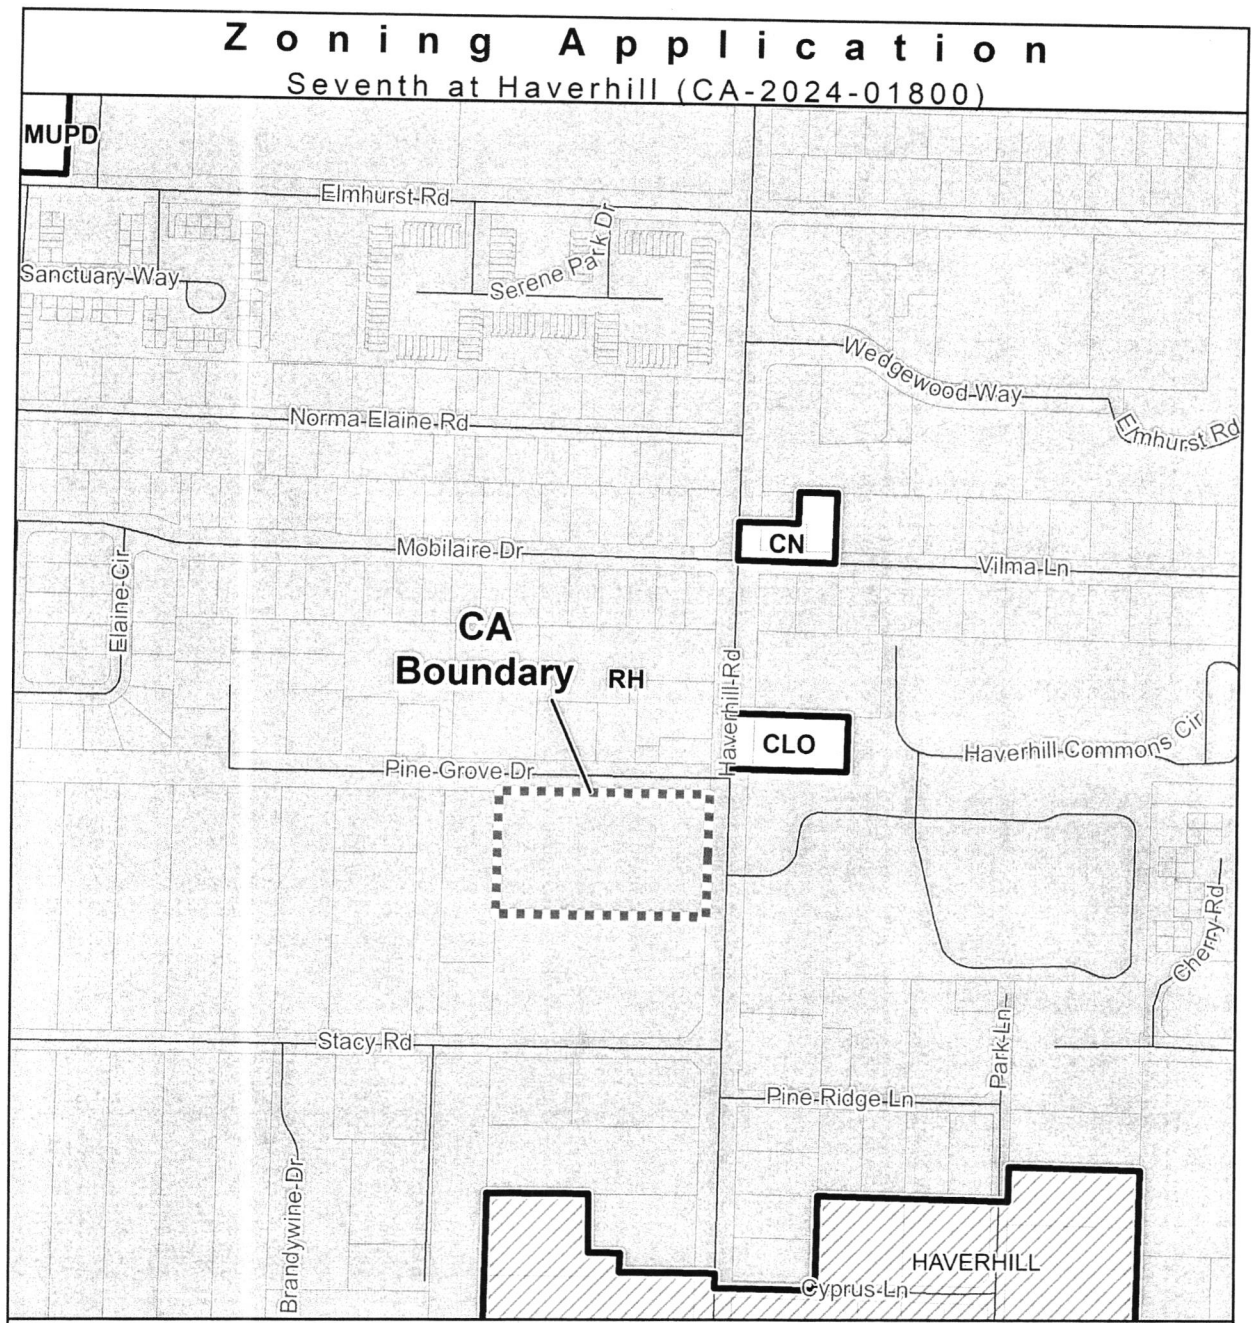 Zoning Application
Seventh at Haverhill (CA-2024-01800)
MUPD
Elmhurst Rd
Serene Park Dr
Sanctuary Way
Wedgewood Way
Elmhurst Rd
Norma Elaine Rd
CN
Mobilaire Dr
Vilma Ln
Elaine Cir
CA
Boundary
RH
Haverhill Rd
CLO
Haverhill Commons Cir
Pine Grove Dr
Cherry Rd
Stacy Rd
Park Ln
Pine Ridge Ln
Brandywine Dr
HAVERHILL
Cyprus Ln